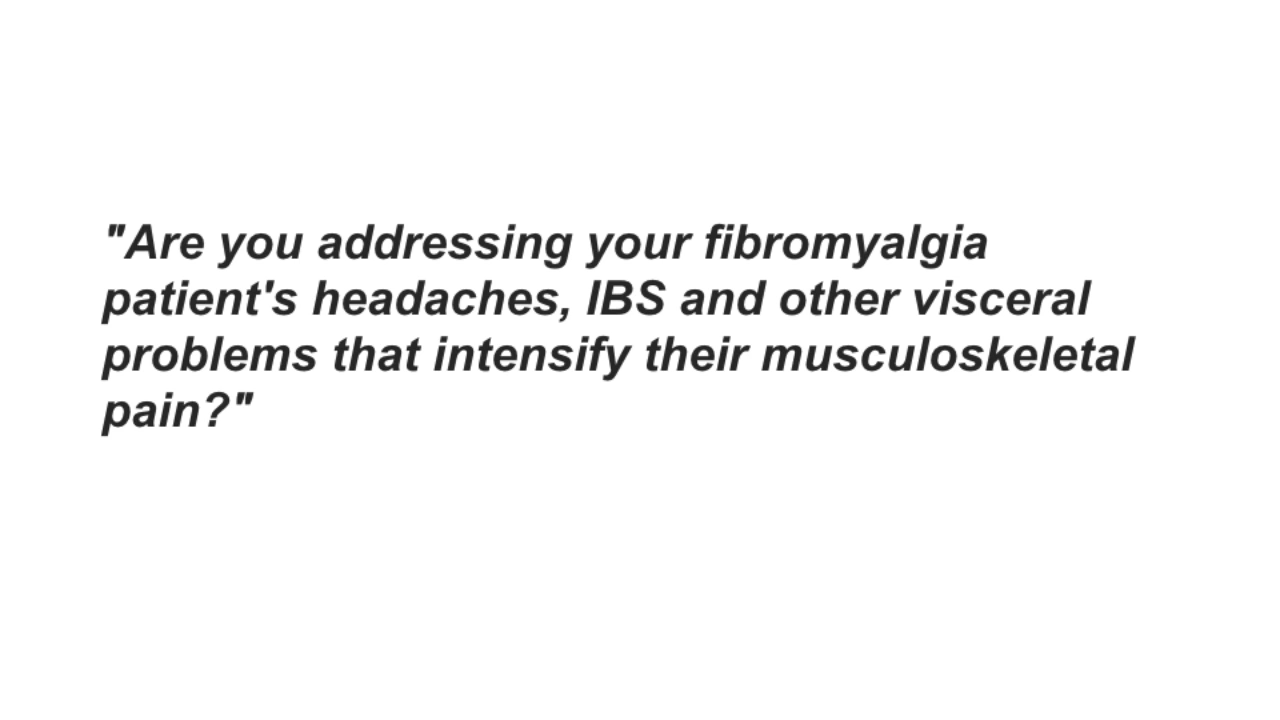 "Are you addressing your fibromyalgia
patient's headaches, IBS and other visceral
problems that intensify their musculoskeletal
pain?"